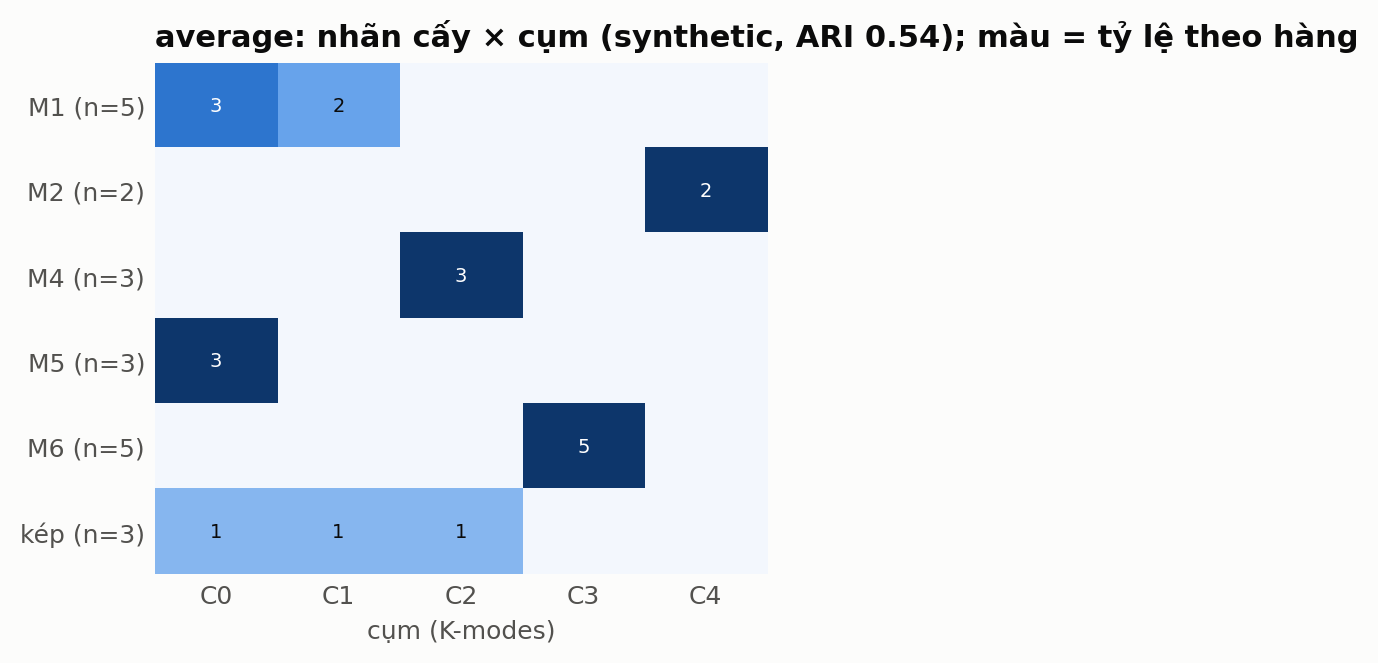 average: nhãn cấy × cụm (synthetic, ARI 0.54); màu = tỷ lệ theo hàng
M1 (n=5) 3 2
M2 (n=2) 2
M4 (n=3) 3
M5 (n=3) 3
M6 (n=5) 5
kép (n=3) 1 1 1
C0 C1 C2 C3 C4
cụm (K-modes)